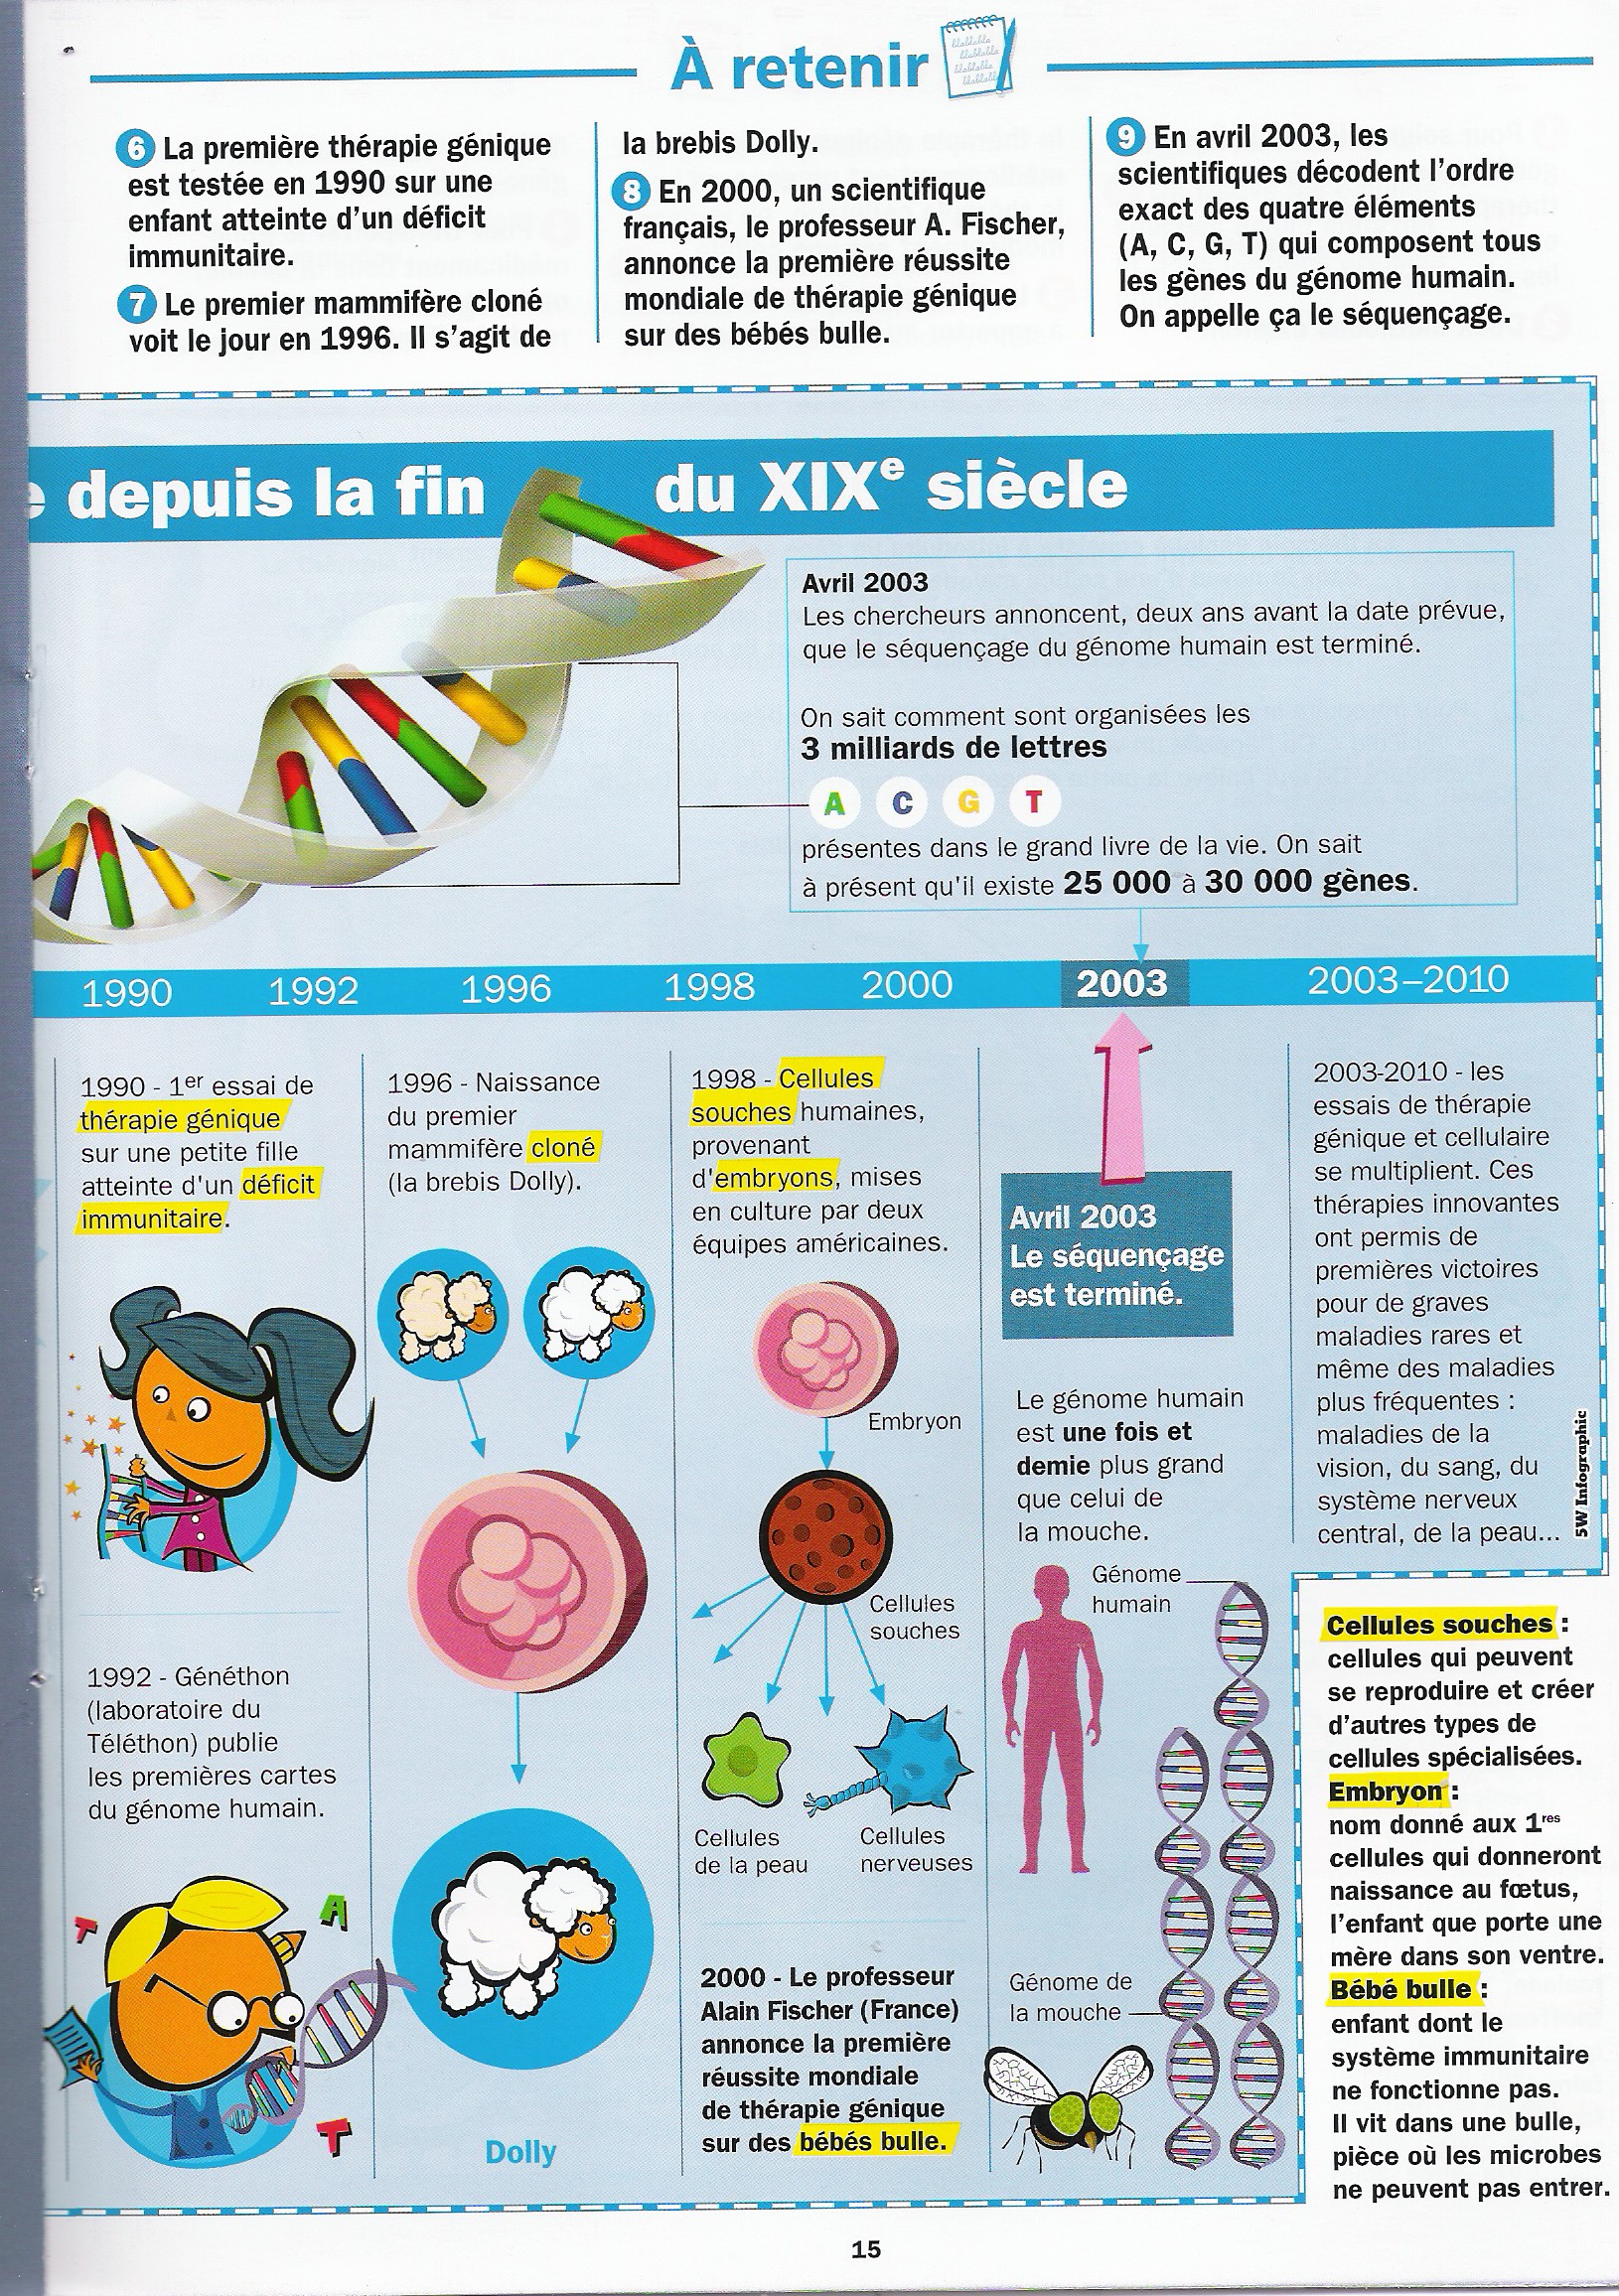 À retenir
6 La première thérapie génique
est testée en 1990 sur une
enfant atteinte d'un déficit
immunitaire.
7 Le premier mammifère cloné
voit le jour en 1996. Il s'agit de
la brebis Dolly.
8 En 2000, un scientifique
français, le professeur A. Fischer,
annonce la première réussite
mondiale de thérapie génique
sur des bébés bulle.
9 En avril 2003, les
scientifiques décodent l'ordre
exact des quatre éléments
(A, C, G, T) qui composent tous
les gènes du génome humain.
On appelle ça le séquençage.
e depuis la fin du XIXe siècle
Avril 2003
Les chercheurs annoncent, deux ans avant la date prévue,
que le séquençage du génome humain est terminé.
On sait comment sont organisées les
3 milliards de lettres
A C G T
présentes dans le grand livre de la vie. On sait
à présent qu'il existe 25 000 à 30 000 gènes.
1990 1992 1996 1998 2000 2003 2003–2010
1990 - 1er essai de
thérapie génique
sur une petite fille
atteinte d'un déficit
immunitaire.
1992 - Généthon
(laboratoire du
Téléthon) publie
les premières cartes
du génome humain.
T
A
T
1996 - Naissance
du premier
mammifère cloné
(la brebis Dolly).
Dolly
1998 - Cellules
souches humaines,
provenant
d'embryons, mises
en culture par deux
équipes américaines.
Embryon
Cellules
souches
Cellules
de la peau
Cellules
nerveuses
2000 - Le professeur
Alain Fischer (France)
annonce la première
réussite mondiale
de thérapie génique
sur des bébés bulle.
Avril 2003
Le séquençage
est terminé.
Le génome humain
est une fois et
demie plus grand
que celui de
la mouche.
Génome
humain
Génome de
la mouche
2003-2010 - les
essais de thérapie
génique et cellulaire
se multiplient. Ces
thérapies innovantes
ont permis de
premières victoires
pour de graves
maladies rares et
même des maladies
plus fréquentes :
maladies de la
vision, du sang, du
système nerveux
central, de la peau...
5W Infographic
Cellules souches :
cellules qui peuvent
se reproduire et créer
d'autres types de
cellules spécialisées.
Embryon :
nom donné aux 1res
cellules qui donneront
naissance au fœtus,
l'enfant que porte une
mère dans son ventre.
Bébé bulle :
enfant dont le
système immunitaire
ne fonctionne pas.
Il vit dans une bulle,
pièce où les microbes
ne peuvent pas entrer.
15